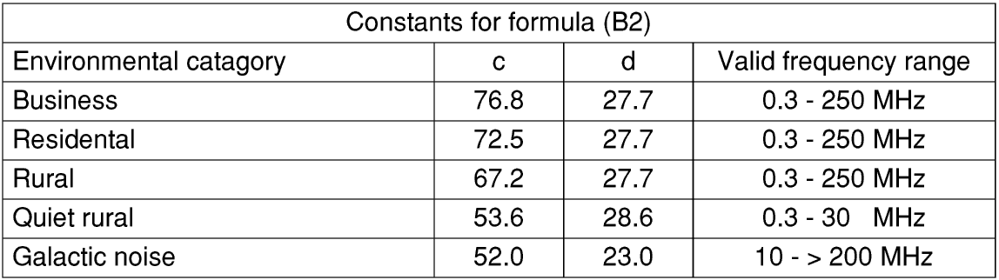 Constants for formula (B2)
Environmental catagory c d Valid frequency range
Business 76.8 27.7 0.3 - 250 MHz
Residental 72.5 27.7 0.3 - 250 MHz
Rural 67.2 27.7 0.3 - 250 MHz
Quiet rural 53.6 28.6 0.3 - 30 MHz
Galactic noise 52.0 23.0 10 - > 200 MHz